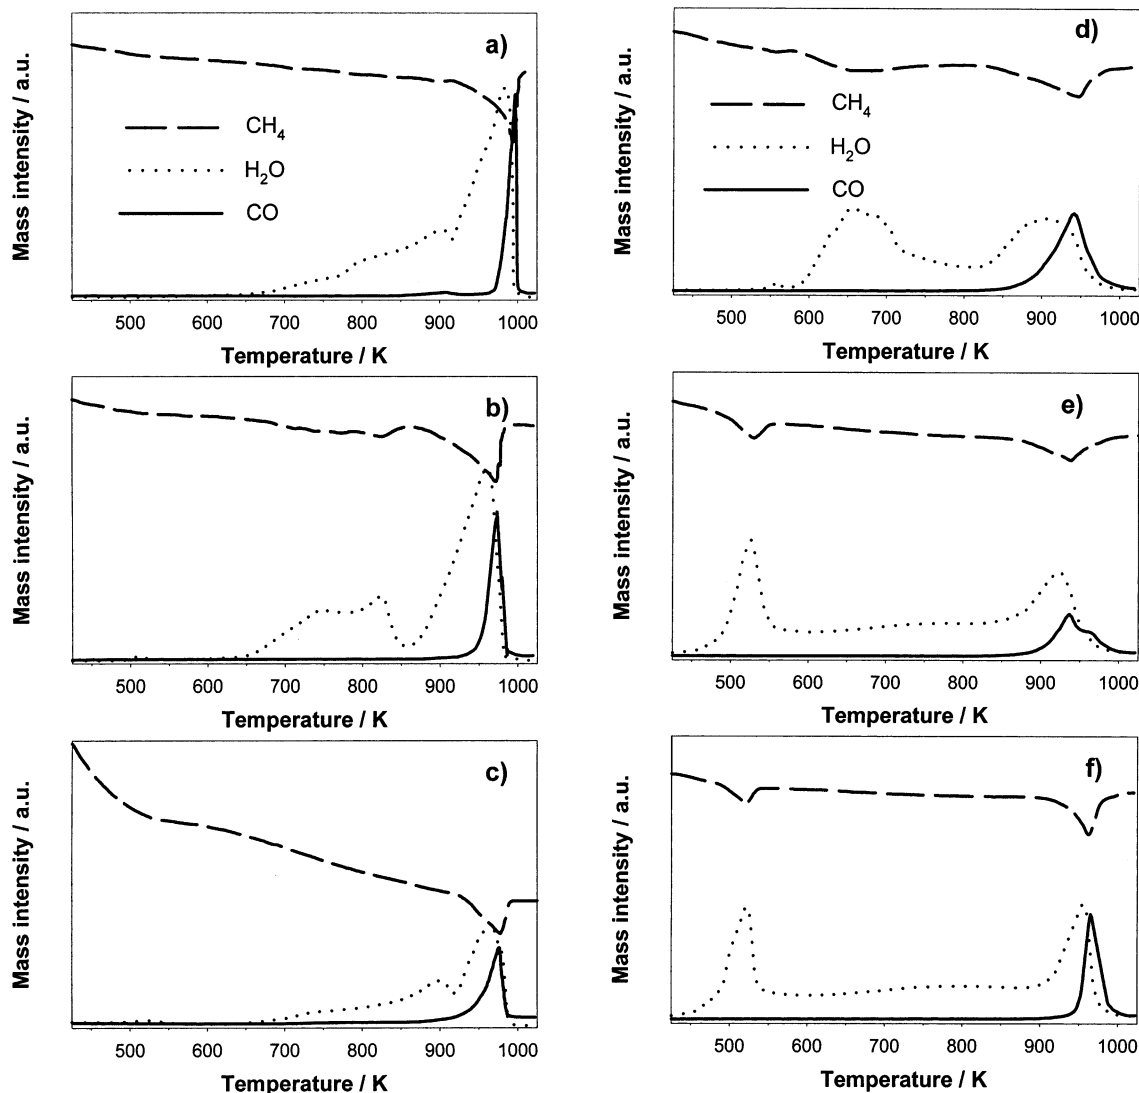 a)
CH4
H2O
CO
Mass intensity / a.u.
500 600 700 800 900 1000
Temperature / K
b)
Mass intensity / a.u.
500 600 700 800 900 1000
Temperature / K
c)
Mass intensity / a.u.
500 600 700 800 900 1000
Temperature / K
d)
CH4
H2O
CO
Mass intensity / a.u.
500 600 700 800 900 1000
Temperature / K
e)
Mass intensity / a.u.
500 600 700 800 900 1000
Temperature / K
f)
Mass intensity / a.u.
500 600 700 800 900 1000
Temperature / K